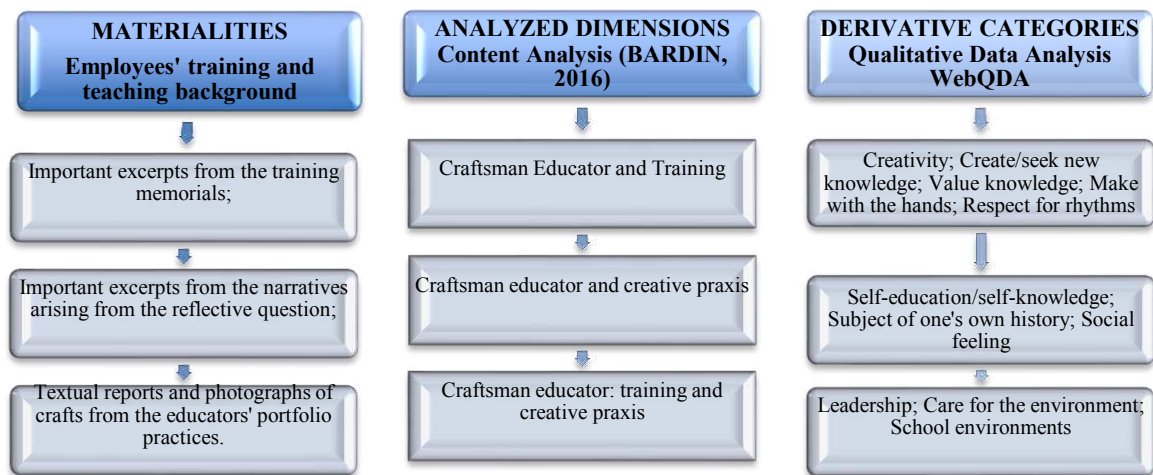 MATERIALITIES
Employees' training and
teaching background
Important excerpts from the training
memorials;
Important excerpts from the narratives
arising from the reflective question;
Textual reports and photographs of
crafts from the educators' portfolio
practices.
ANALYZED DIMENSIONS
Content Analysis (BARDIN,
2016)
Craftsman Educator and Training
Craftsman educator and creative praxis
Craftsman educator: training and
creative praxis
DERIVATIVE CATEGORIES
Qualitative Data Analysis
WebQDA
Creativity; Create/seek new
knowledge; Value knowledge; Make
with the hands; Respect for rhythms
Self-education/self-knowledge;
Subject of one's own history; Social
feeling
Leadership; Care for the environment;
School environments